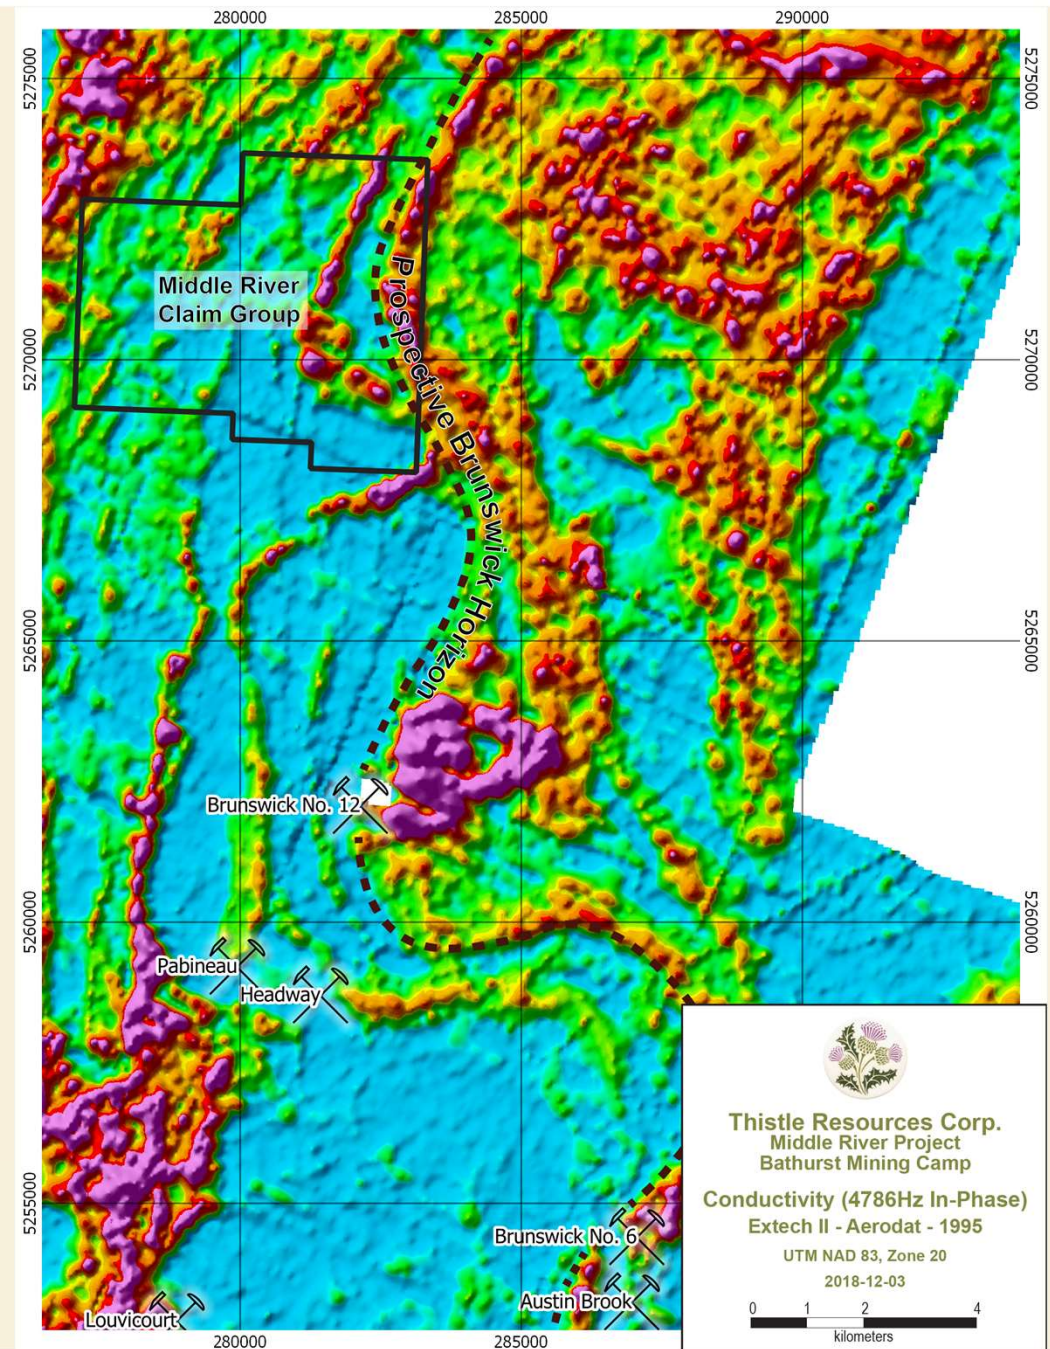 280000
285000
290000
5275000
5275000
Middle River
Claim Group
Prospective Brunswick Horizon
5270000
5270000
5265000
5265000
Brunswick No. 12
5260000
5260000
Pabineau
Headway
5255000
Brunswick No. 6
Austin Brook
Louvicourt
280000
285000
Thistle Resources Corp.
Middle River Project
Bathurst Mining Camp
Conductivity (4786Hz In-Phase)
Extech II - Aerodat - 1995
UTM NAD 83, Zone 20
2018-12-03
0 1 2 4
kilometers